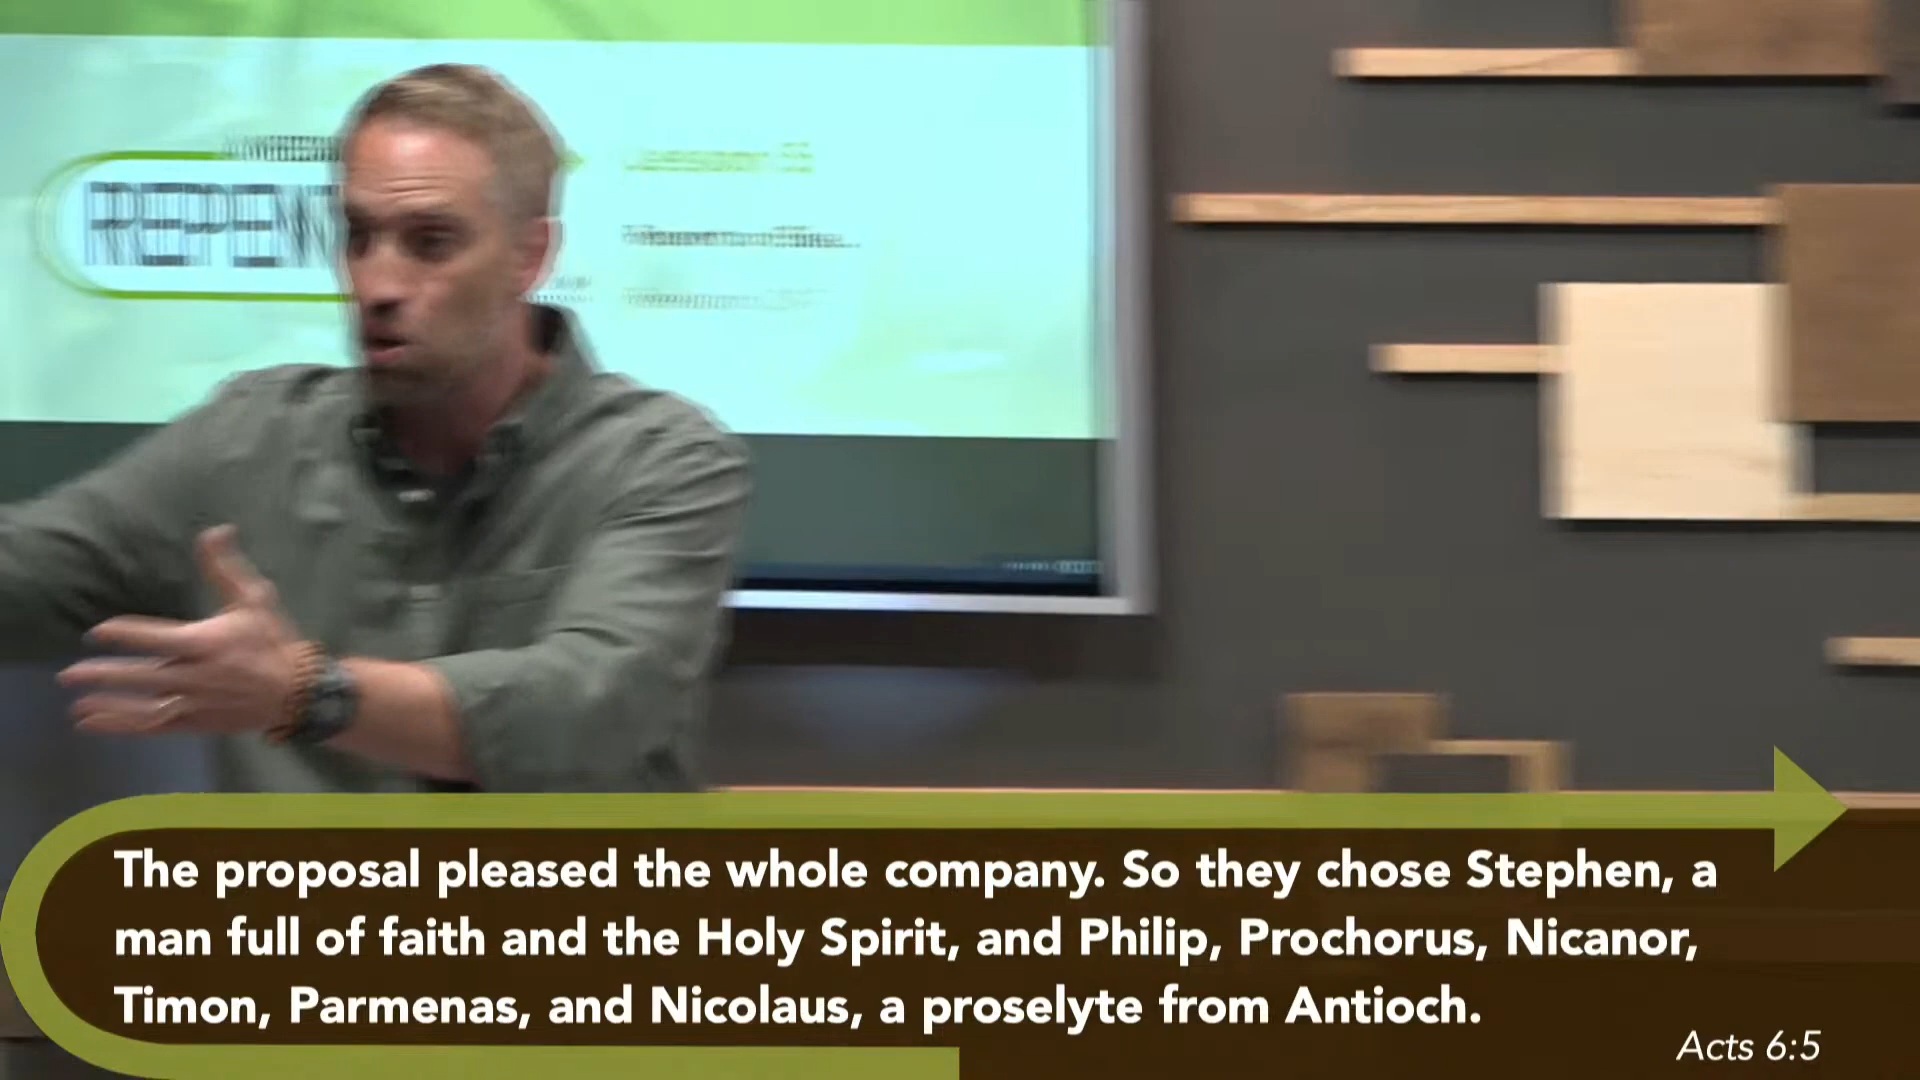 REPENT
The proposal pleased the whole company. So they chose Stephen, a
man full of faith and the Holy Spirit, and Philip, Prochorus, Nicanor,
Timon, Parmenas, and Nicolaus, a proselyte from Antioch.
Acts 6:5